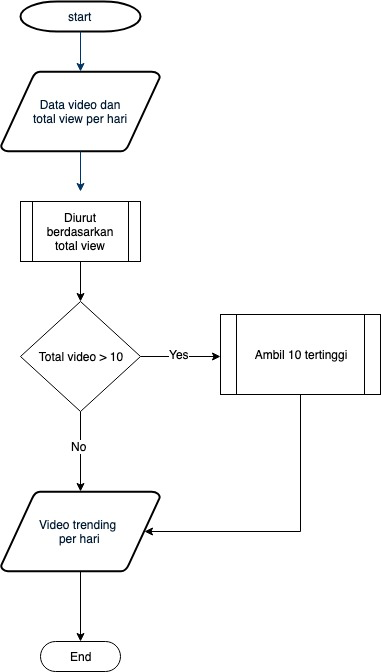 start
Data video dan
total view per hari
Diurut
berdasarkan
total view
Total video > 10
Yes
Ambil 10 tertinggi
No
Video trending
per hari
End